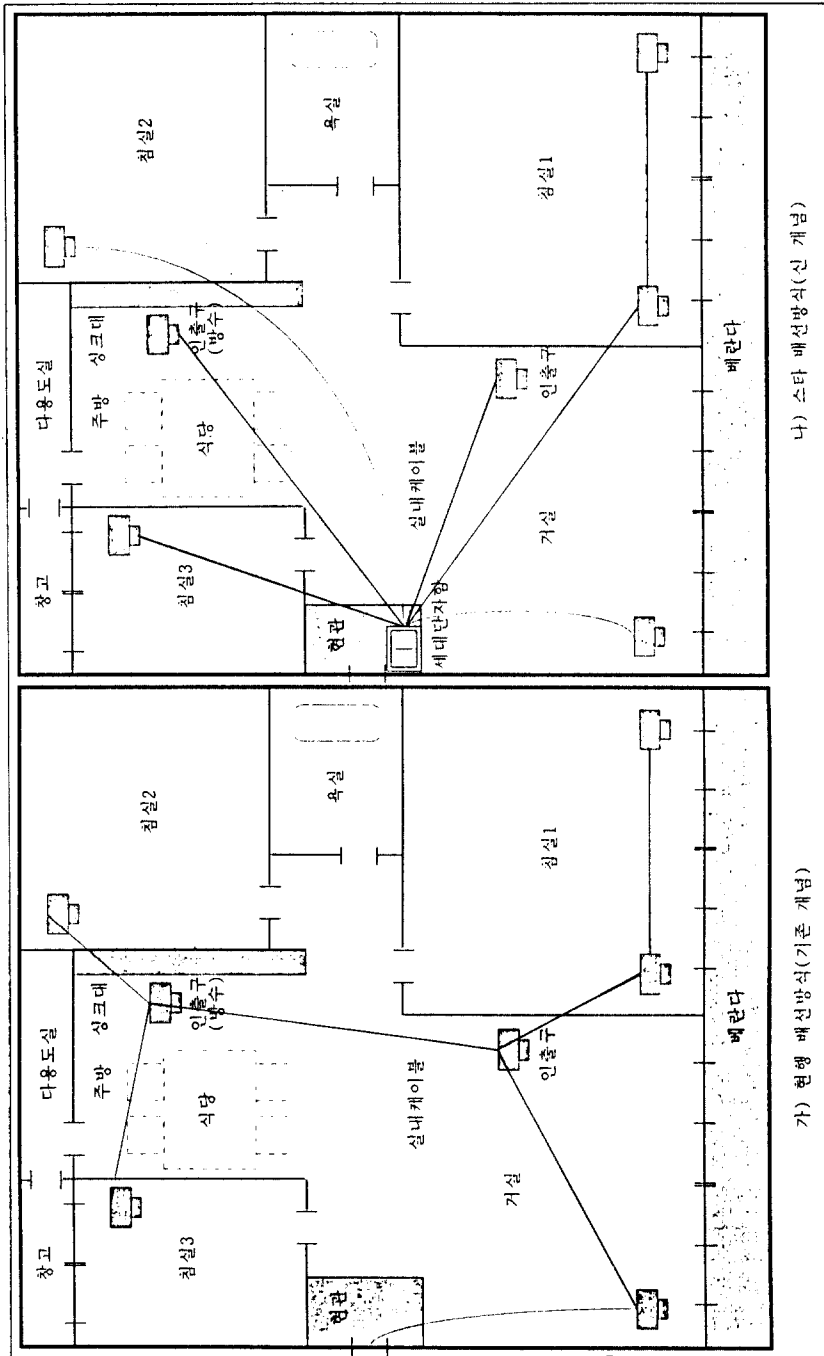 침실2
욕실
침실1
다용도실
싱크대
주방
인출구
(방수)
식당
인출구
베란다
실내케이블
거실
창고
침실3
현관
세대단자함
나) 스타 배선방식(신 개념)
침실2
욕실
침실1
다용도실
싱크대
주방
인출구
(방수)
식당
인출구
베란다
실내케이블
거실
창고
침실3
현관
가) 현행 배선방식(기존 개념)